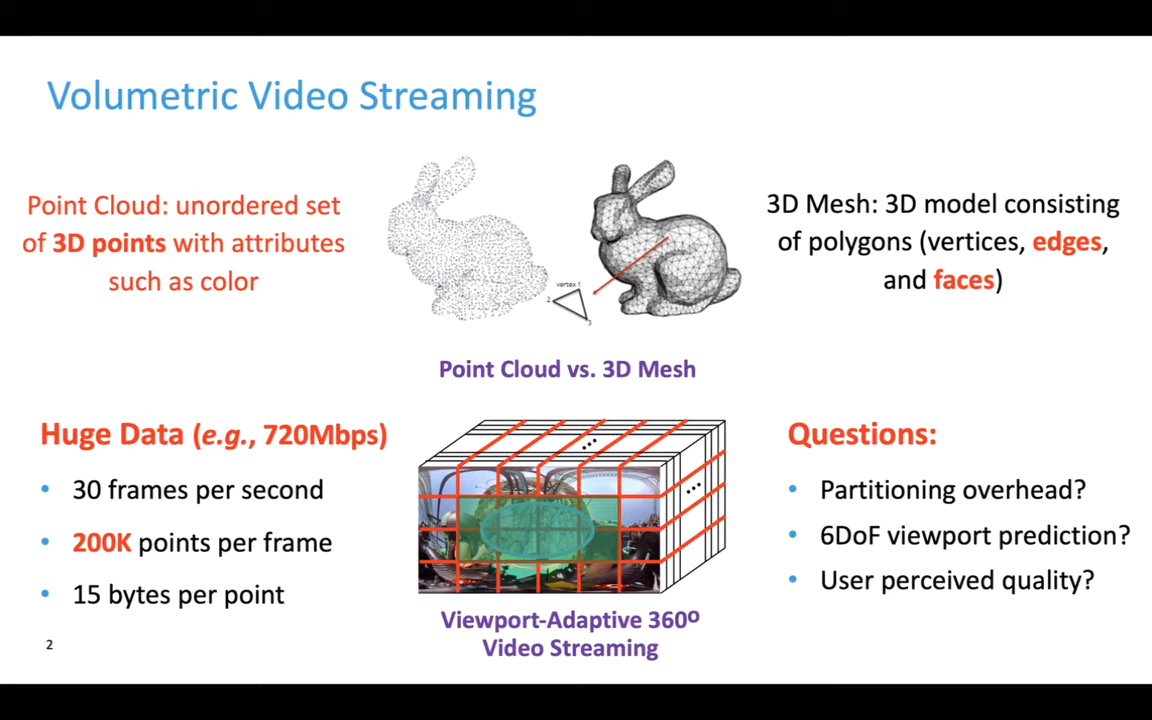 Volumetric Video Streaming
Point Cloud: unordered set
of 3D points with attributes
such as color
vertex 1
2
3
3D Mesh: 3D model consisting
of polygons (vertices, edges,
and faces)
Point Cloud vs. 3D Mesh
Huge Data (e.g., 720Mbps)
• 30 frames per second
• 200K points per frame
• 15 bytes per point
...
...
Viewport-Adaptive 360º
Video Streaming
Questions:
• Partitioning overhead?
• 6DoF viewport prediction?
• User perceived quality?
2